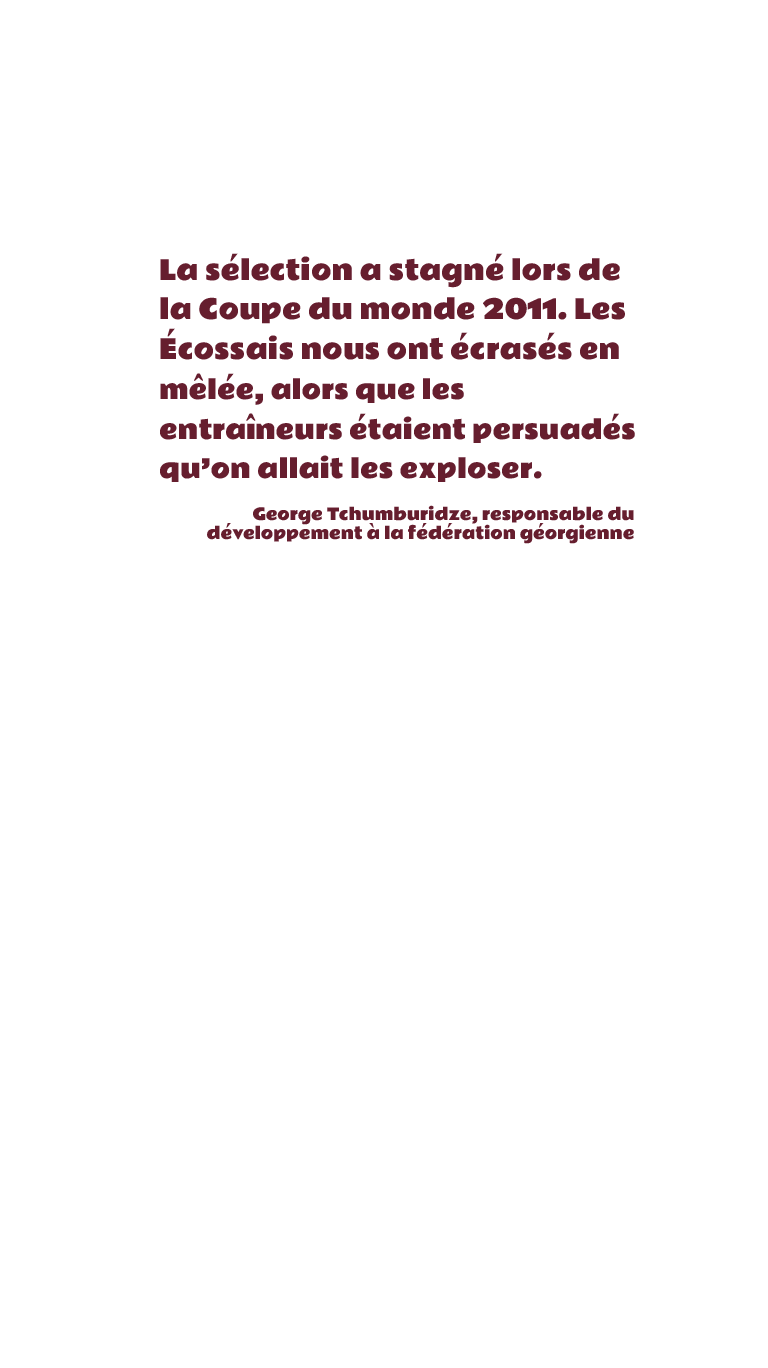 La sélection a stagné lors de
la Coupe du monde 2011. Les
Écossais nous ont écrasés en
mêlée, alors que les
entraîneurs étaient persuadés
qu’on allait les exploser.
George Tchumburidze, responsable du
développement à la fédération géorgienne